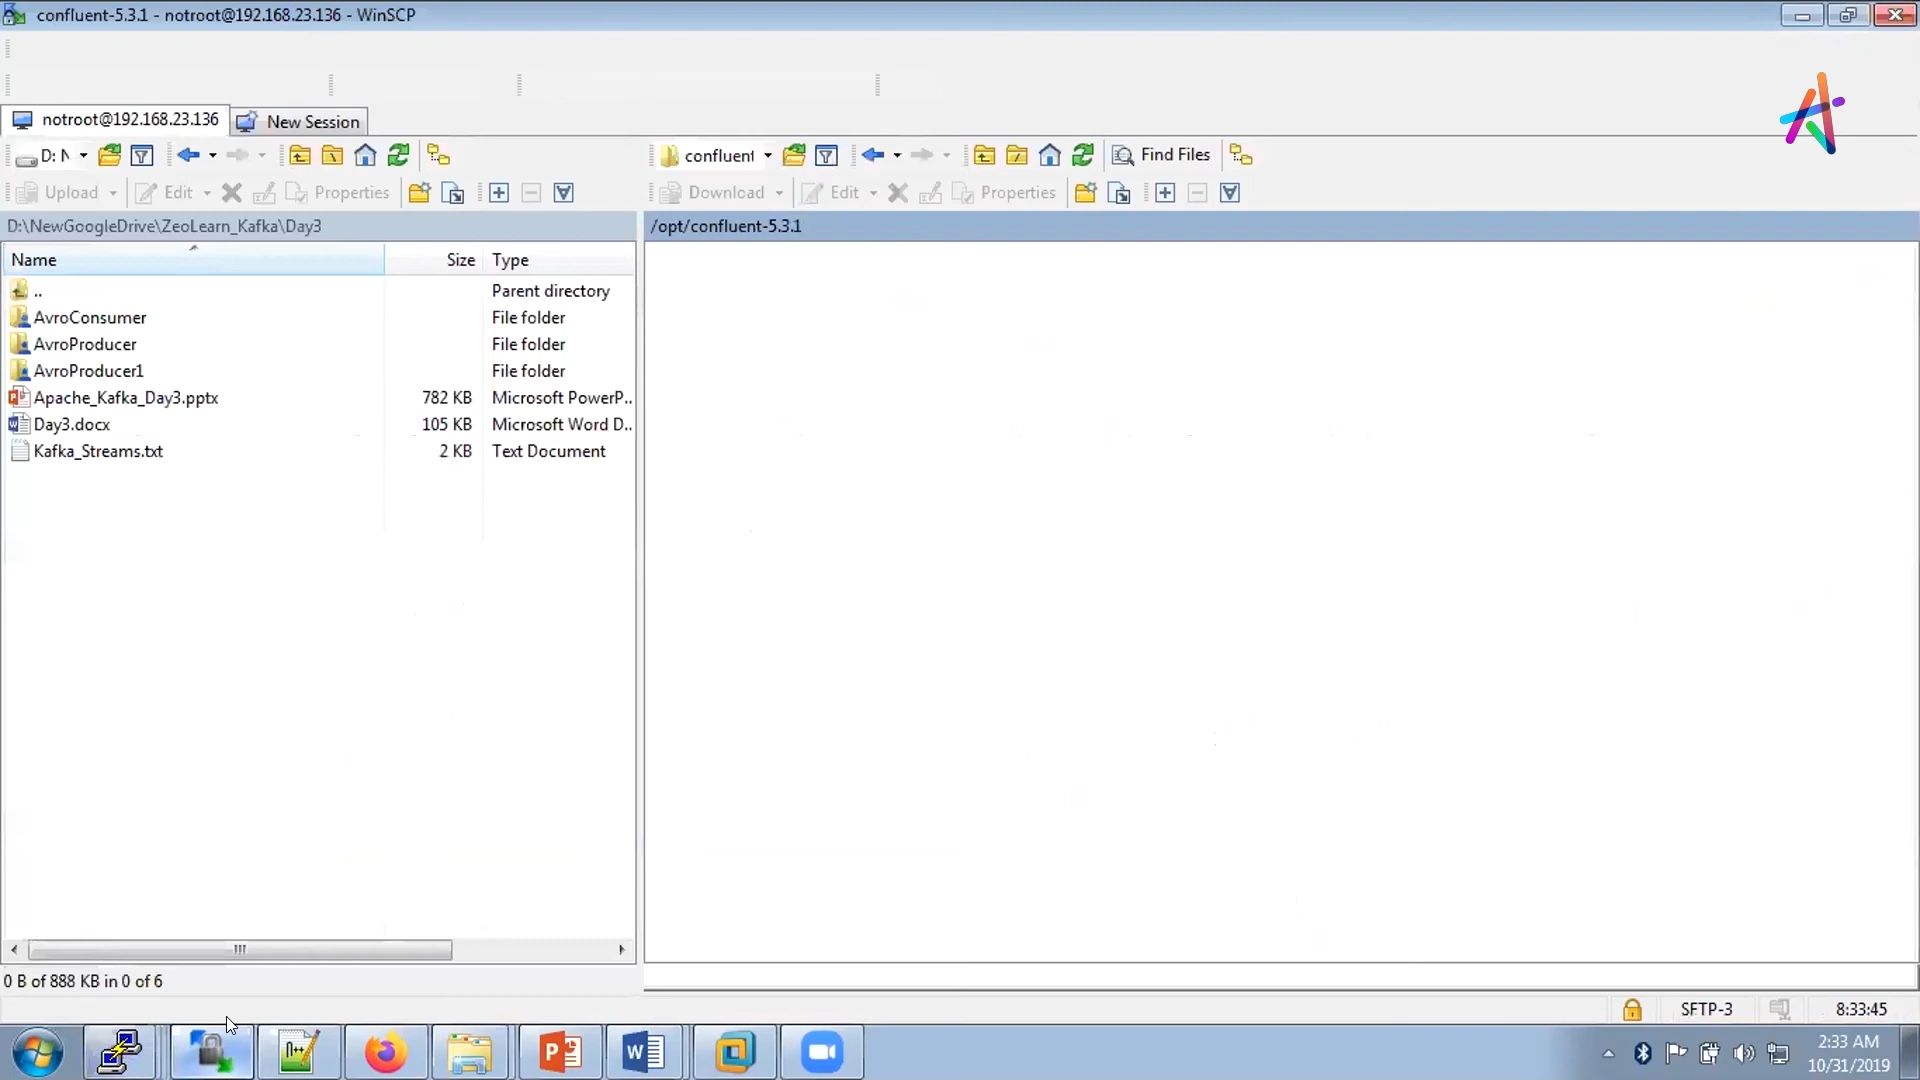 confluent-5.3.1 - notroot@192.168.23.136 - WinSCP
notroot@192.168.23.136 New Session
D: N confluent Find Files
Upload Edit Properties Download Edit Properties
D:\NewGoogleDrive\ZeoLearn_Kafka\Day3 /opt/confluent-5.3.1
Name Size Type
.. Parent directory
AvroConsumer File folder
AvroProducer File folder
AvroProducer1 File folder
Apache_Kafka_Day3.pptx 782 KB Microsoft PowerP..
Day3.docx 105 KB Microsoft Word D..
Kafka_Streams.txt 2 KB Text Document
0 B of 888 KB in 0 of 6
SFTP-3 8:33:45
2:33 AM
10/31/2019